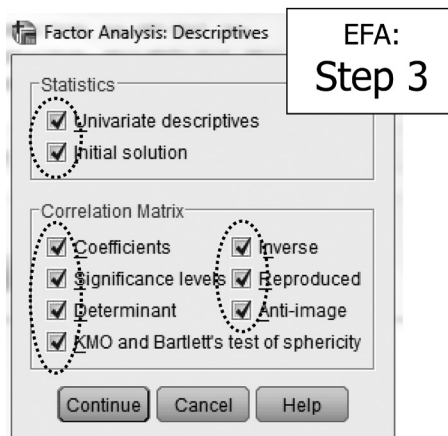 Factor Analysis: Descriptives
EFA:
Step 3
Statistics
Univariate descriptives
Initial solution
Correlation Matrix
Coefficients
Inverse
Significance levels
Reproduced
Determinant
Anti-image
KMO and Bartlett's test of sphericity
Continue
Cancel
Help